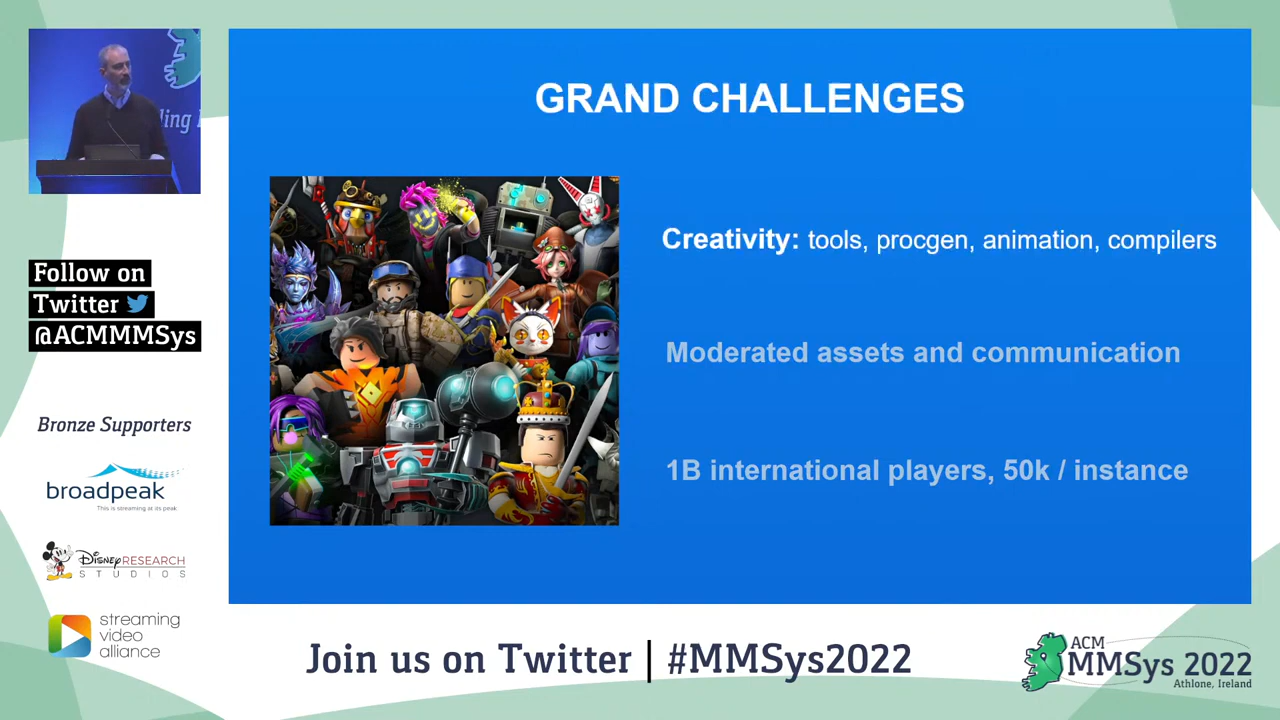 ling
GRAND CHALLENGES
Creativity: tools, procgen, animation, compilers
Moderated assets and communication
1B international players, 50k / instance
Follow on
Twitter
@ACMMMSys
Bronze Supporters
broadpeak
This is streaming at its peak.
Disney RESEARCH
STUDIOS
streaming
video
alliance
Join us on Twitter | #MMSys2022
ACM
MMSys 2022
Athlone, Ireland